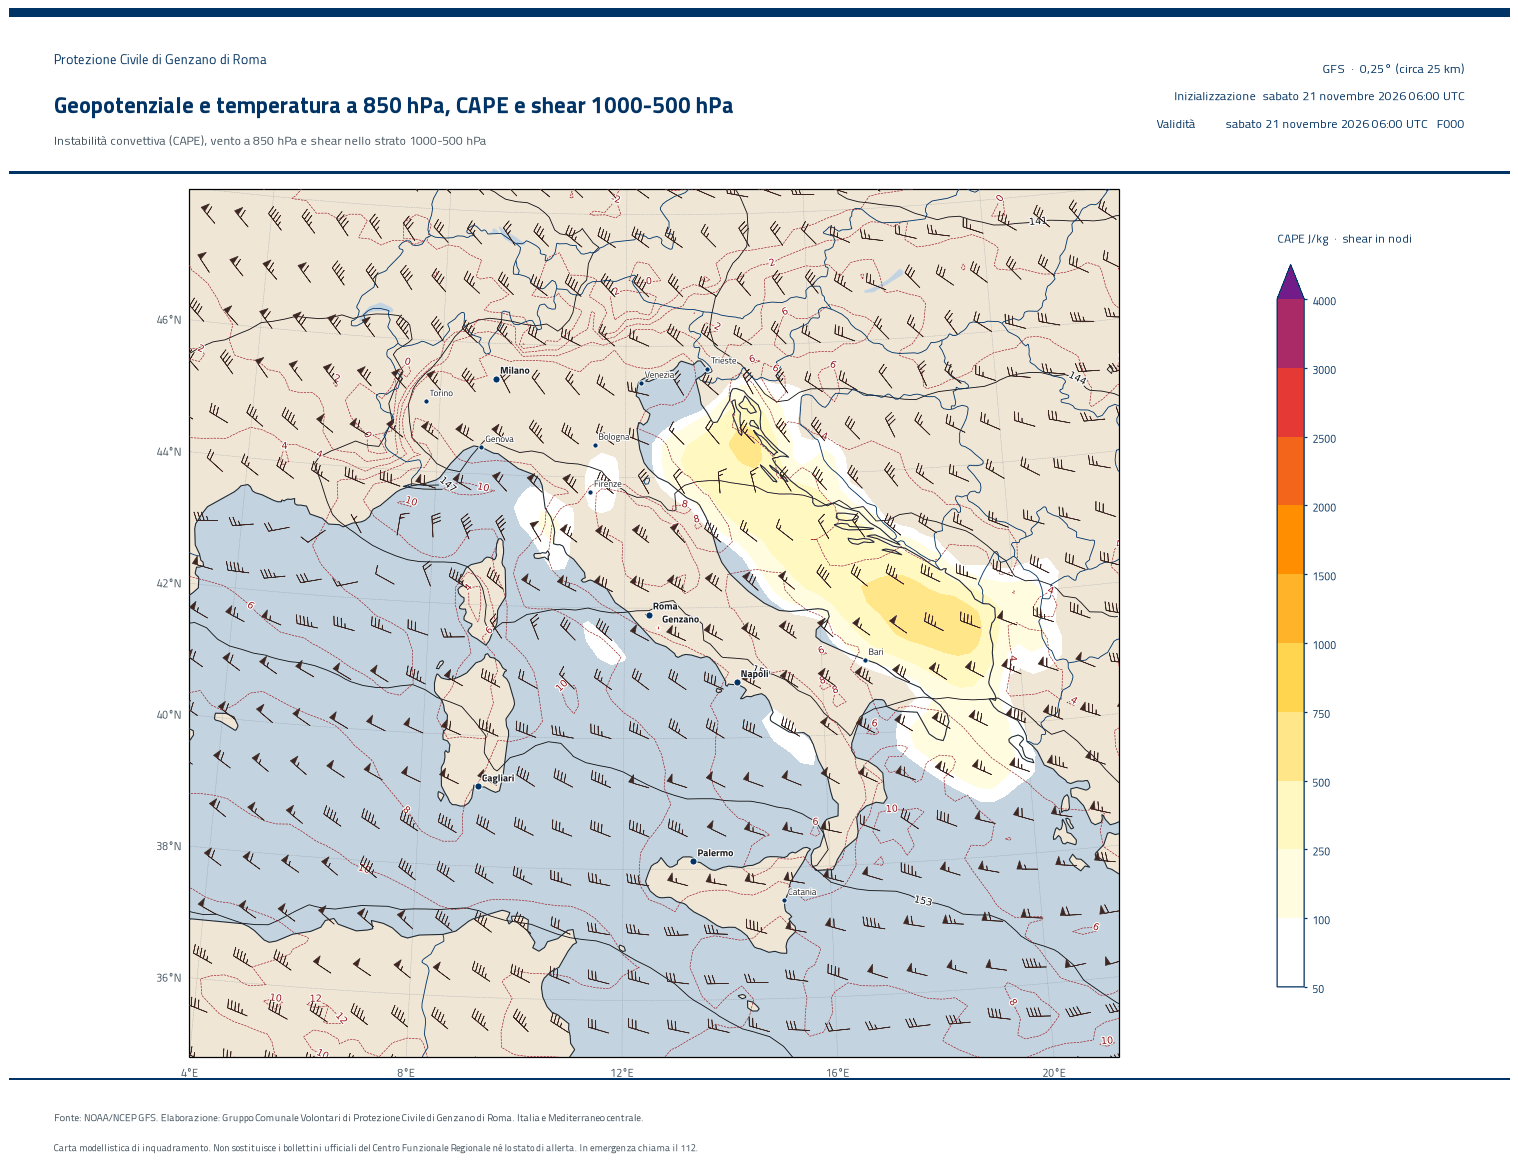 Protezione Civile di Genzano di Roma
Geopotenziale e temperatura a 850 hPa, CAPE e shear 1000-500 hPa
Instabilità convettiva (CAPE), vento a 850 hPa e shear nello strato 1000-500 hPa
GFS · 0,25° (circa 25 km)
Inizializzazione sabato 21 novembre 2026 06:00 UTC
Validità sabato 21 novembre 2026 06:00 UTC F000
CAPE J/kg · shear in nodi
4000
3000
2500
2000
1500
1000
750
500
250
100
50
46°N
44°N
42°N
40°N
38°N
36°N
4°E
8°E
12°E
16°E
20°E
Milano
Torino
Venezia
Trieste
Genova
Bologna
Firenze
Roma
Genzano
Napoli
Bari
Cagliari
Palermo
Catania
141
144
147
153
Fonte: NOAA/NCEP GFS. Elaborazione: Gruppo Comunale Volontari di Protezione Civile di Genzano di Roma. Italia e Mediterraneo centrale.
Carta modellistica di inquadramento. Non sostituisce i bollettini ufficiali del Centro Funzionale Regionale né lo stato di allerta. In emergenza chiama il 112.